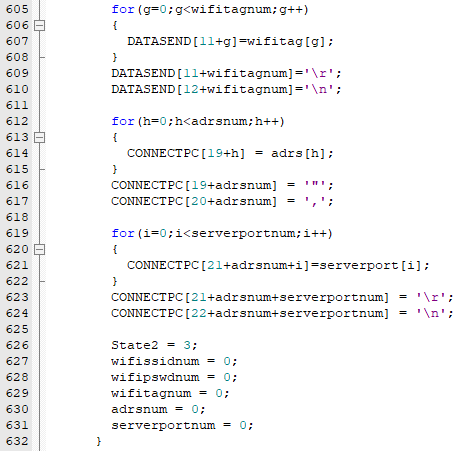 605 for(g=0;g<wifitagnum;g++)
606 {
607 DATASEND[11+g]=wifitag[g];
608 }
609 DATASEND[11+wifitagnum]='\r';
610 DATASEND[12+wifitagnum]='\n';
611
612 for(h=0;h<adrsnum;h++)
613 {
614 CONNECTPC[19+h] = adrs[h];
615 }
616 CONNECTPC[19+adrsnum] = '"';
617 CONNECTPC[20+adrsnum] = ',';
618
619 for(i=0;i<serverportnum;i++)
620 {
621 CONNECTPC[21+adrsnum+i]=serverport[i];
622 }
623 CONNECTPC[21+adrsnum+serverportnum] = '\r';
624 CONNECTPC[22+adrsnum+serverportnum] = '\n';
625
626 State2 = 3;
627 wifissidnum = 0;
628 wifipswdnum = 0;
629 wifitagnum = 0;
630 adrsnum = 0;
631 serverportnum = 0;
632 }